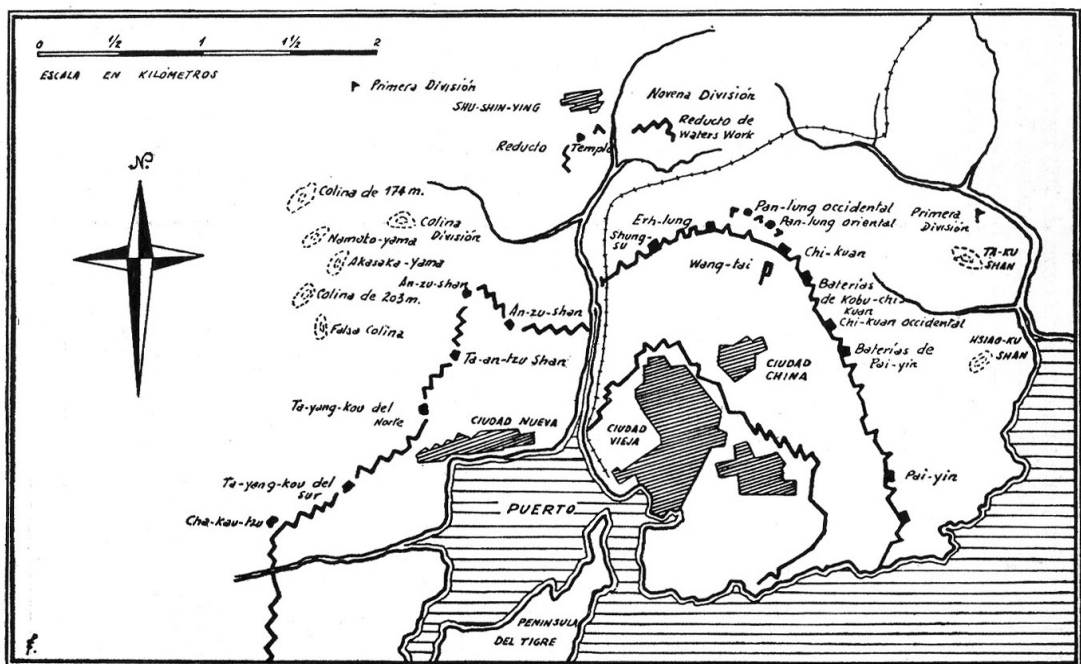 0 1/2 1 1½ 2
ESCALA EN KILÓMETROS
Primera División
SHU-SHIN-YING
Novena División
Reducto
Templo
Reducto de
Waters Work
N.
Colina de 174 m.
Colina
División
Namoto-yama
Akasaka-yama
Colina de 203m.
Falsa Colina
An-zu-shan
An-zu-shan
Ta-an-tzu Shan
Ta-yang-kou del
Norte
Ta-yang-kou del
sur
Cha-kau-tzu
Erh-lung
Shung-
su
Pan-lung occidental
Pan-lung oriental
Wang-tai
Chi-kuan
Baterías
de Kobu-chi-
kuan
Chi-kuan occidental
Baterías de
Pai-yin
Pai-yin
Primera
División
TA-KU
SHAN
HSIAO-KU
SHAN
CIUDAD
CHINA
CIUDAD NUEVA
CIUDAD
VIEJA
PUERTO
PENINSULA
DEL TIGRE
f.